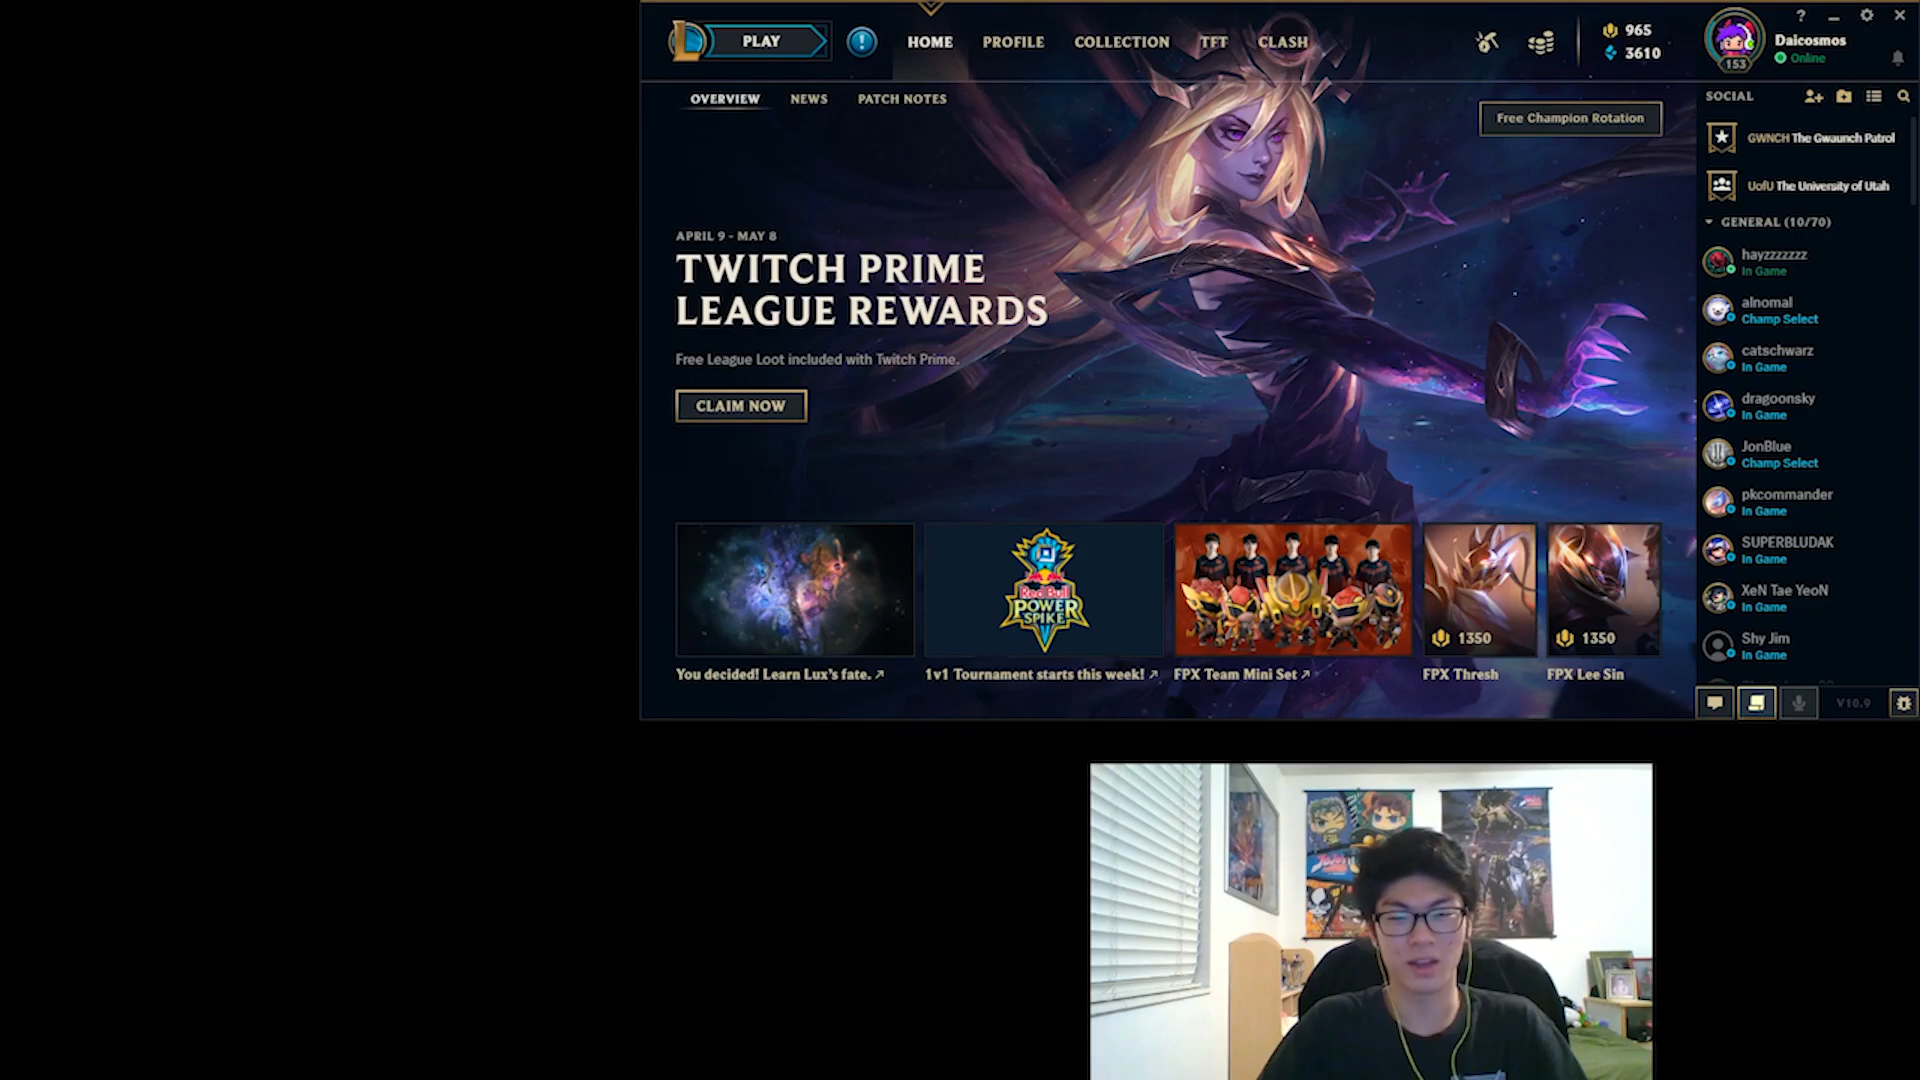 PLAY
HOME
PROFILE
COLLECTION
TFT
CLASH
965
3610
153
Daicosmos
Online
OVERVIEW
NEWS
PATCH NOTES
Free Champion Rotation
SOCIAL
GWNCH The Gwaunch Patrol
UofU The University of Utah
GENERAL (10/70)
hayzzzzzzz
In Game
alnomal
Champ Select
catschwarz
In Game
dragoonsky
In Game
JonBlue
Champ Select
pkcommander
In Game
SUPERBLUDAK
In Game
XeN Tae YeoN
In Game
Shy Jim
In Game
V10.9
APRIL 9 - MAY 8
TWITCH PRIME
LEAGUE REWARDS
Free League Loot included with Twitch Prime.
CLAIM NOW
RedBull
POWER
SPIKE
1350
1350
You decided! Learn Lux's fate.
1v1 Tournament starts this week!
FPX Team Mini Set
FPX Thresh
FPX Lee Sin